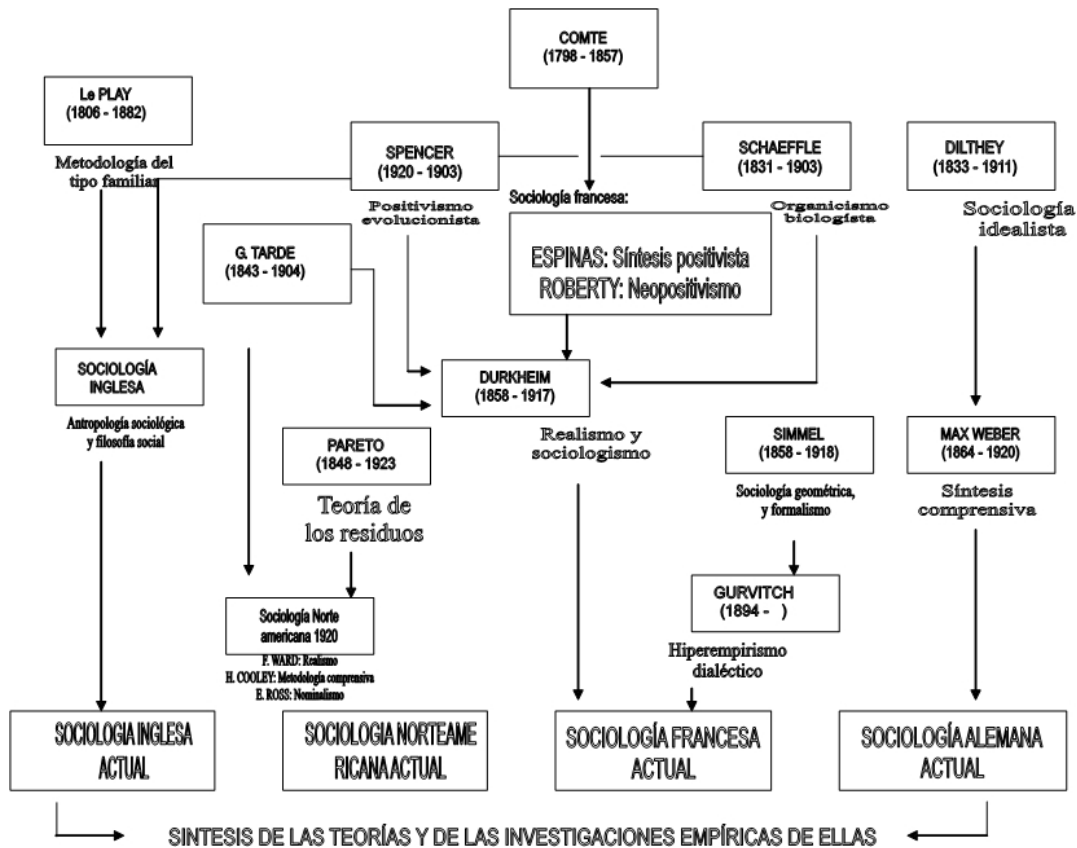 COMTE
(1798 - 1857)
Le PLAY
(1806 - 1882)
Metodología del
tipo familiar
SPENCER
(1920 - 1903)
Positivismo
evolucionista
SCHAEFFLE
(1831 - 1903)
Organicismo
biologísta
DILTHEY
(1833 - 1911)
Sociología
idealista
Sociología francesa:
G. TARDE
(1843 - 1904)
ESPINAS: Síntesis positivista
ROBERTY: Neopositivismo
SOCIOLOGÍA
INGLESA
Antropología sociológica
y filosofía social
DURKHEIM
(1858 - 1917)
Realismo y
sociologismo
PARETO
(1848 - 1923
Teoría de
los residuos
SIMMEL
(1858 - 1918)
Sociología geométrica,
y formalismo
MAX WEBER
(1864 - 1920)
Síntesis
comprensiva
GURVITCH
(1894 - )
Hiperempirismo
dialéctico
Sociología Norte
americana 1920
F. WARD: Realismo
H. COOLEY: Metodología comprensiva
E. ROSS: Nominalismo
SOCIOLOGIA INGLESA
ACTUAL
SOCIOLOGIA NORTEAME
RICANA ACTUAL
SOCIOLOGÍA FRANCESA
ACTUAL
SOCIOLOGÍA ALEMANA
ACTUAL
SINTESIS DE LAS TEORÍAS Y DE LAS INVESTIGACIONES EMPÍRICAS DE ELLAS